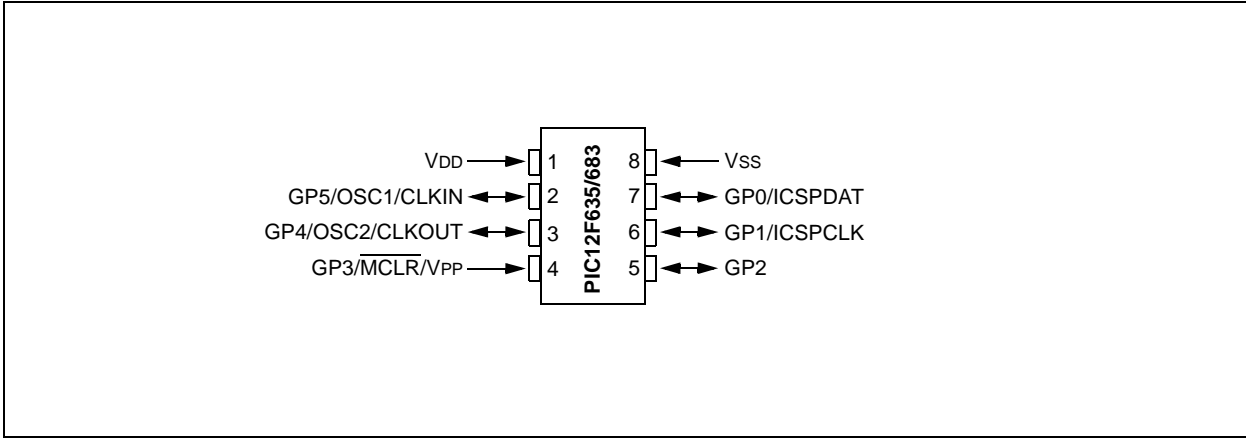 VDD 1
GP5/OSC1/CLKIN 2
GP4/OSC2/CLKOUT 3
GP3/MCLR/VPP 4
PIC12F635/683
8 VSS
7 GP0/ICSPDAT
6 GP1/ICSPCLK
5 GP2